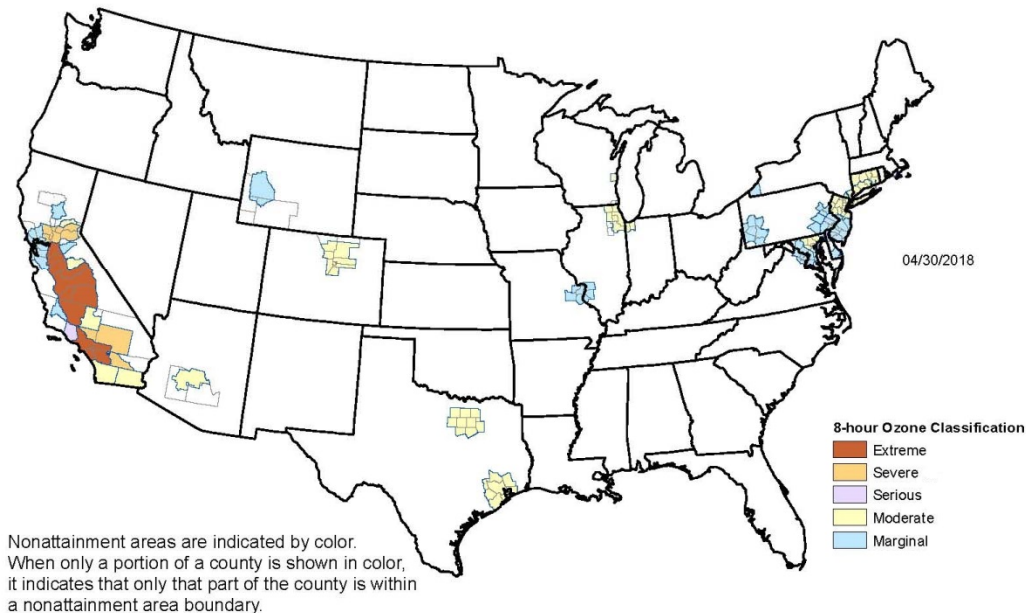 04/30/2018
8-hour Ozone Classification
Extreme
Severe
Serious
Moderate
Marginal
Nonattainment areas are indicated by color.
When only a portion of a county is shown in color,
it indicates that only that part of the county is within
a nonattainment area boundary.